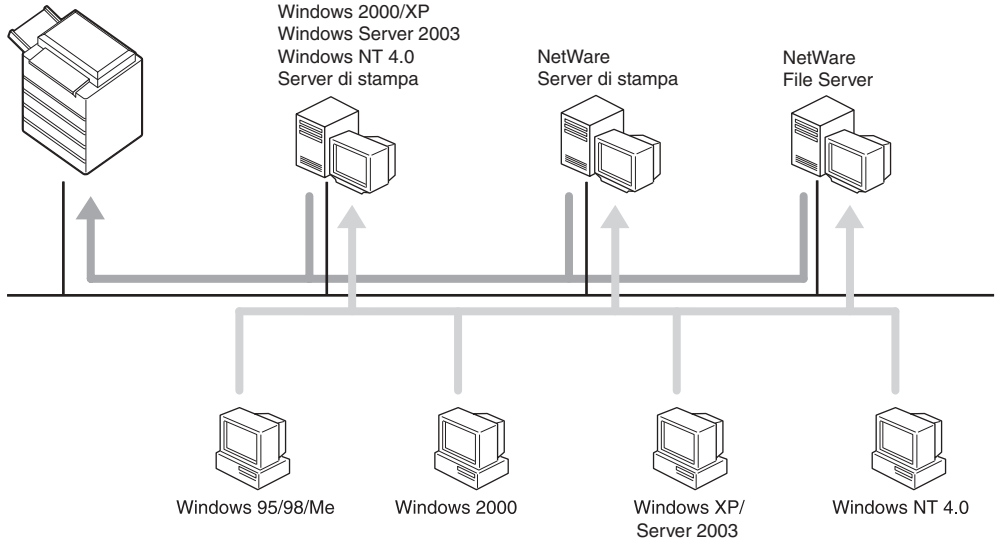 Windows 2000/XP
Windows Server 2003
Windows NT 4.0
Server di stampa
NetWare
Server di stampa
NetWare
File Server
Windows 95/98/Me
Windows 2000
Windows XP/
Server 2003
Windows NT 4.0